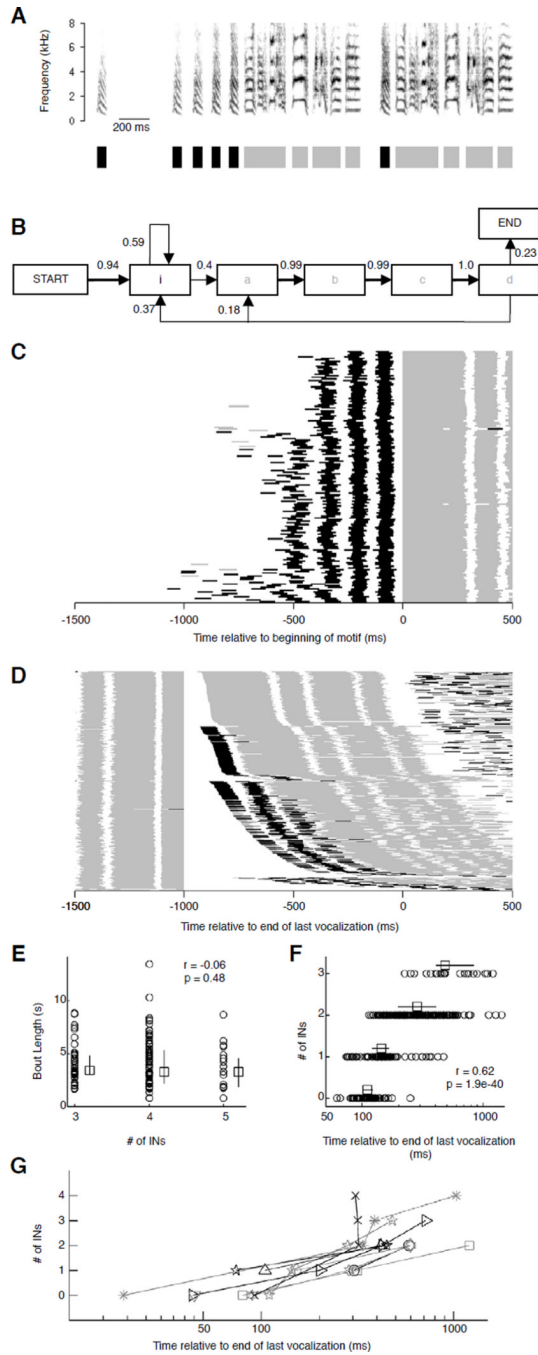 A
Frequency (kHz)
8
4
2
0
200 ms
B
END
0.59
0.23
0.94
0.4
0.99
0.99
1.0
START
i
a
b
c
d
0.37
0.18
C
-1500
-1000
-500
0
500
Time relative to beginning of motif (ms)
D
-1500
-1000
-500
0
500
Time relative to end of last vocalization (ms)
E
r = -0.06
p = 0.48
Bout Length (s)
10
5
0
3
4
5
# of INs
F
# of INs
3
2
1
0
r = 0.62
p = 1.9e-40
50
100
1000
Time relative to end of last vocalization
(ms)
G
# of INs
4
3
2
1
0
50
100
1000
Time relative to end of last vocalization (ms)